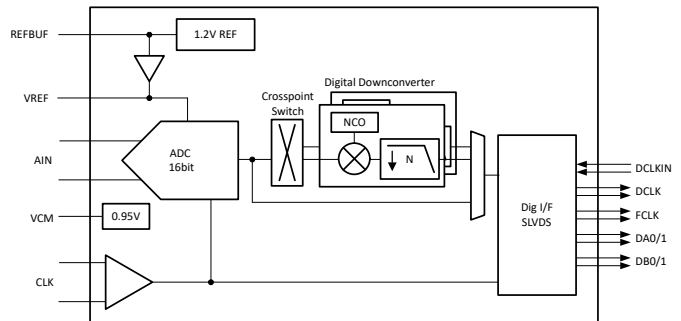 REFBUF
1.2V REF
VREF
Digital Downconverter
Crosspoint
Switch
NCO
ADC
16bit
N
AIN
VCM
0.95V
CLK
Dig I/F
SLVDS
DCLKIN
DCLK
FCLK
DA0/1
DB0/1